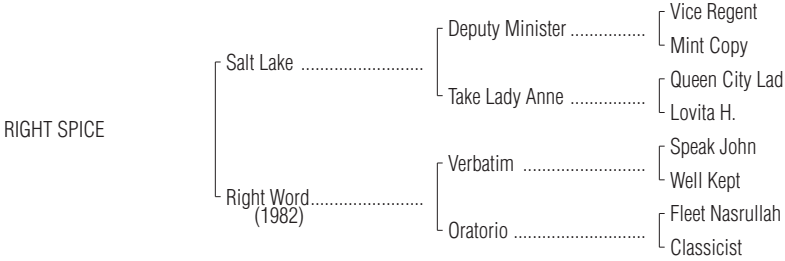 Vice Regent
Deputy Minister ................
Mint Copy
Salt Lake ..........................
Queen City Lad
Take Lady Anne ................
Lovita H.
RIGHT SPICE
Speak John
Verbatim ..........................
Well Kept
Right Word........................
(1982)
Fleet Nasrullah
Oratorio ............................
Classicist